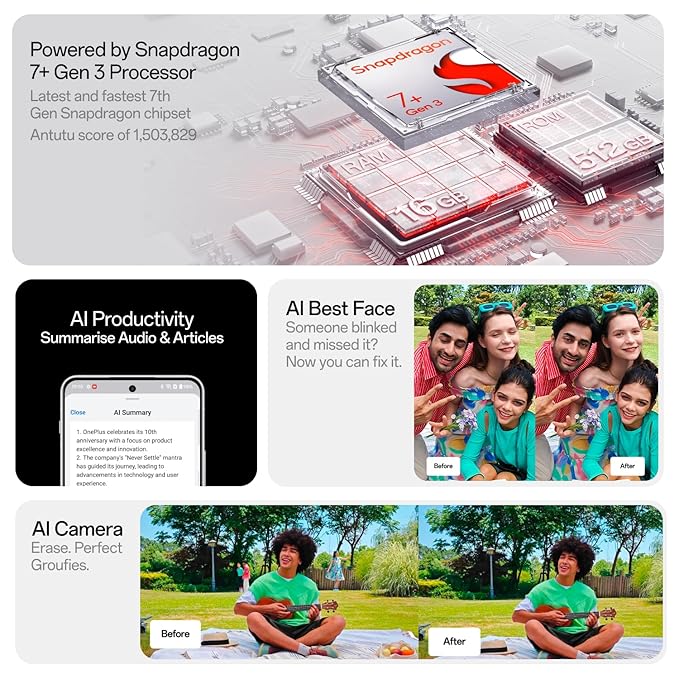 Powered by Snapdragon
7+ Gen 3 Processor
Latest and fastest 7th
Gen Snapdragon chipset
Antutu score of 1,503,829
Snapdragon
7+
Gen 3
RAM
16 GB
ROM
512 GB
AI Productivity
Summarise Audio & Articles
Close
AI Summary
1. OnePlus celebrates its 10th
anniversary with a focus on product
excellence and innovation.
2. The company's "Never Settle" mantra
has guided its journey, leading to
advancements in technology and user
experience.
AI Best Face
Someone blinked
and missed it?
Now you can fix it.
Before
After
AI Camera
Erase. Perfect
Groufies.
Before
After